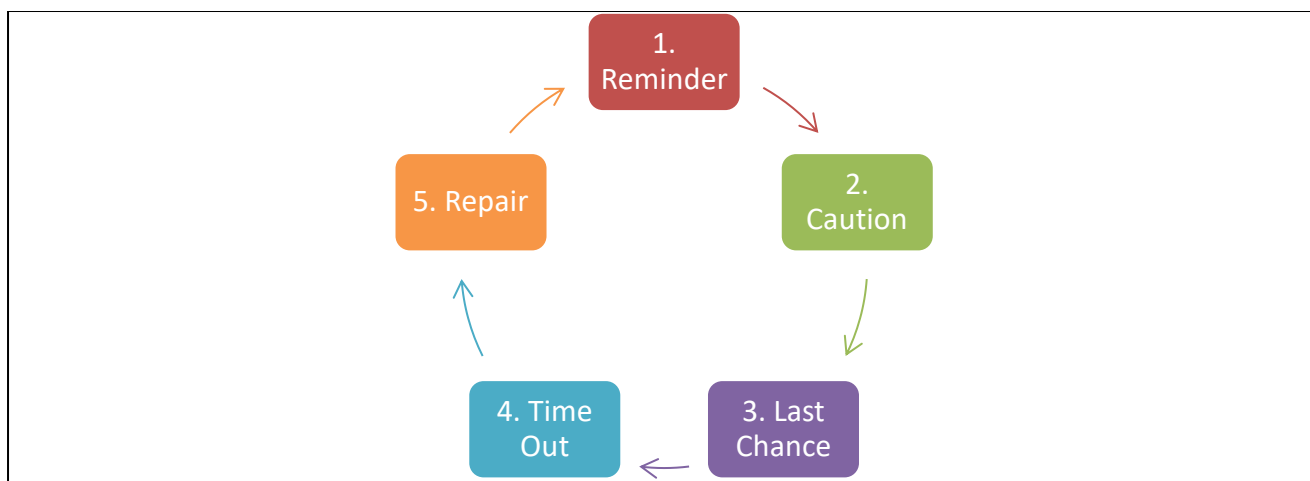 1.
Reminder
2.
Caution
3. Last
Chance
4. Time
Out
5. Repair